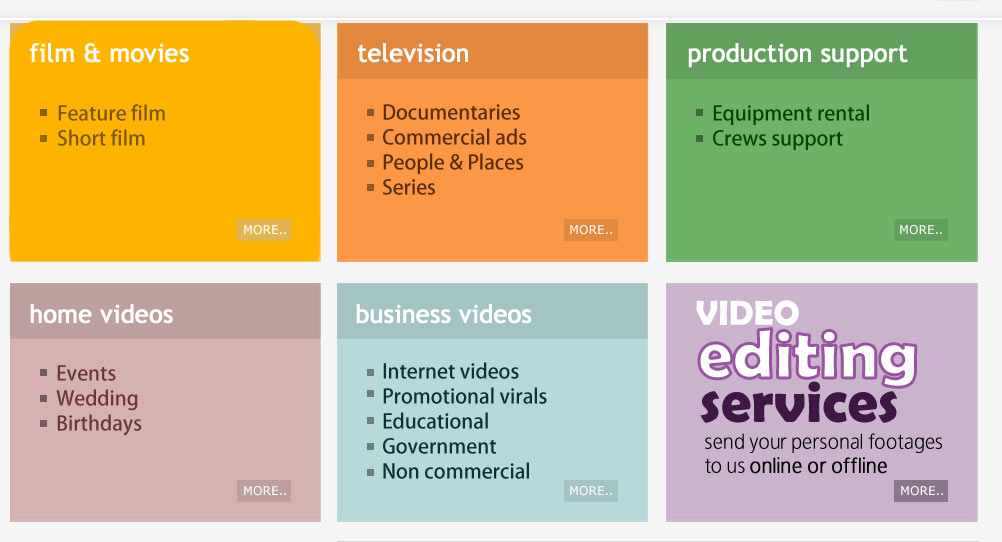 film & movies
Feature film
Short film
MORE..
television
Documentaries
Commercial ads
People & Places
Series
MORE..
production support
Equipment rental
Crews support
MORE..
home videos
Events
Wedding
Birthdays
MORE..
business videos
Internet videos
Promotional virals
Educational
Government
Non commercial
MORE..
VIDEO
editing
services
send your personal footages
to us online or offline
MORE..